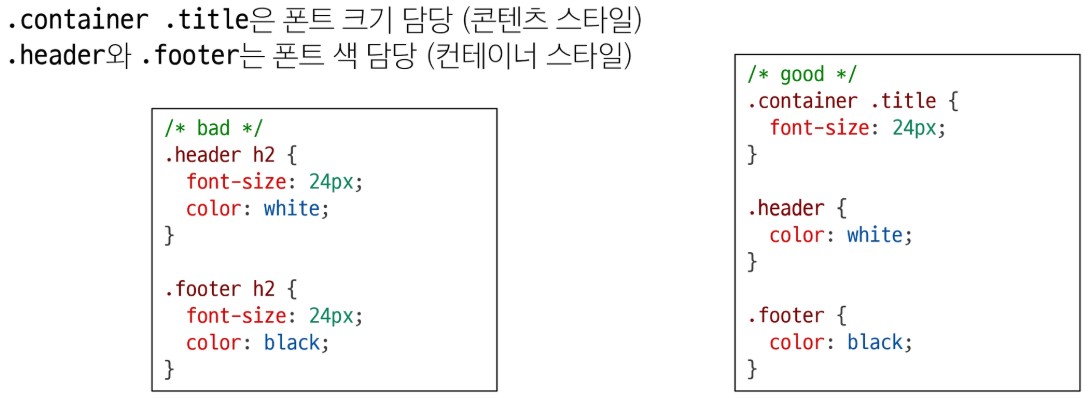 .container .title은 폰트 크기 담당 (콘텐츠 스타일)
.header와 .footer는 폰트 색 담당 (컨테이너 스타일)
/* bad */
.header h2 {
  font-size: 24px;
  color: white;
}

.footer h2 {
  font-size: 24px;
  color: black;
}
/* good */
.container .title {
  font-size: 24px;
}

.header {
  color: white;
}

.footer {
  color: black;
}